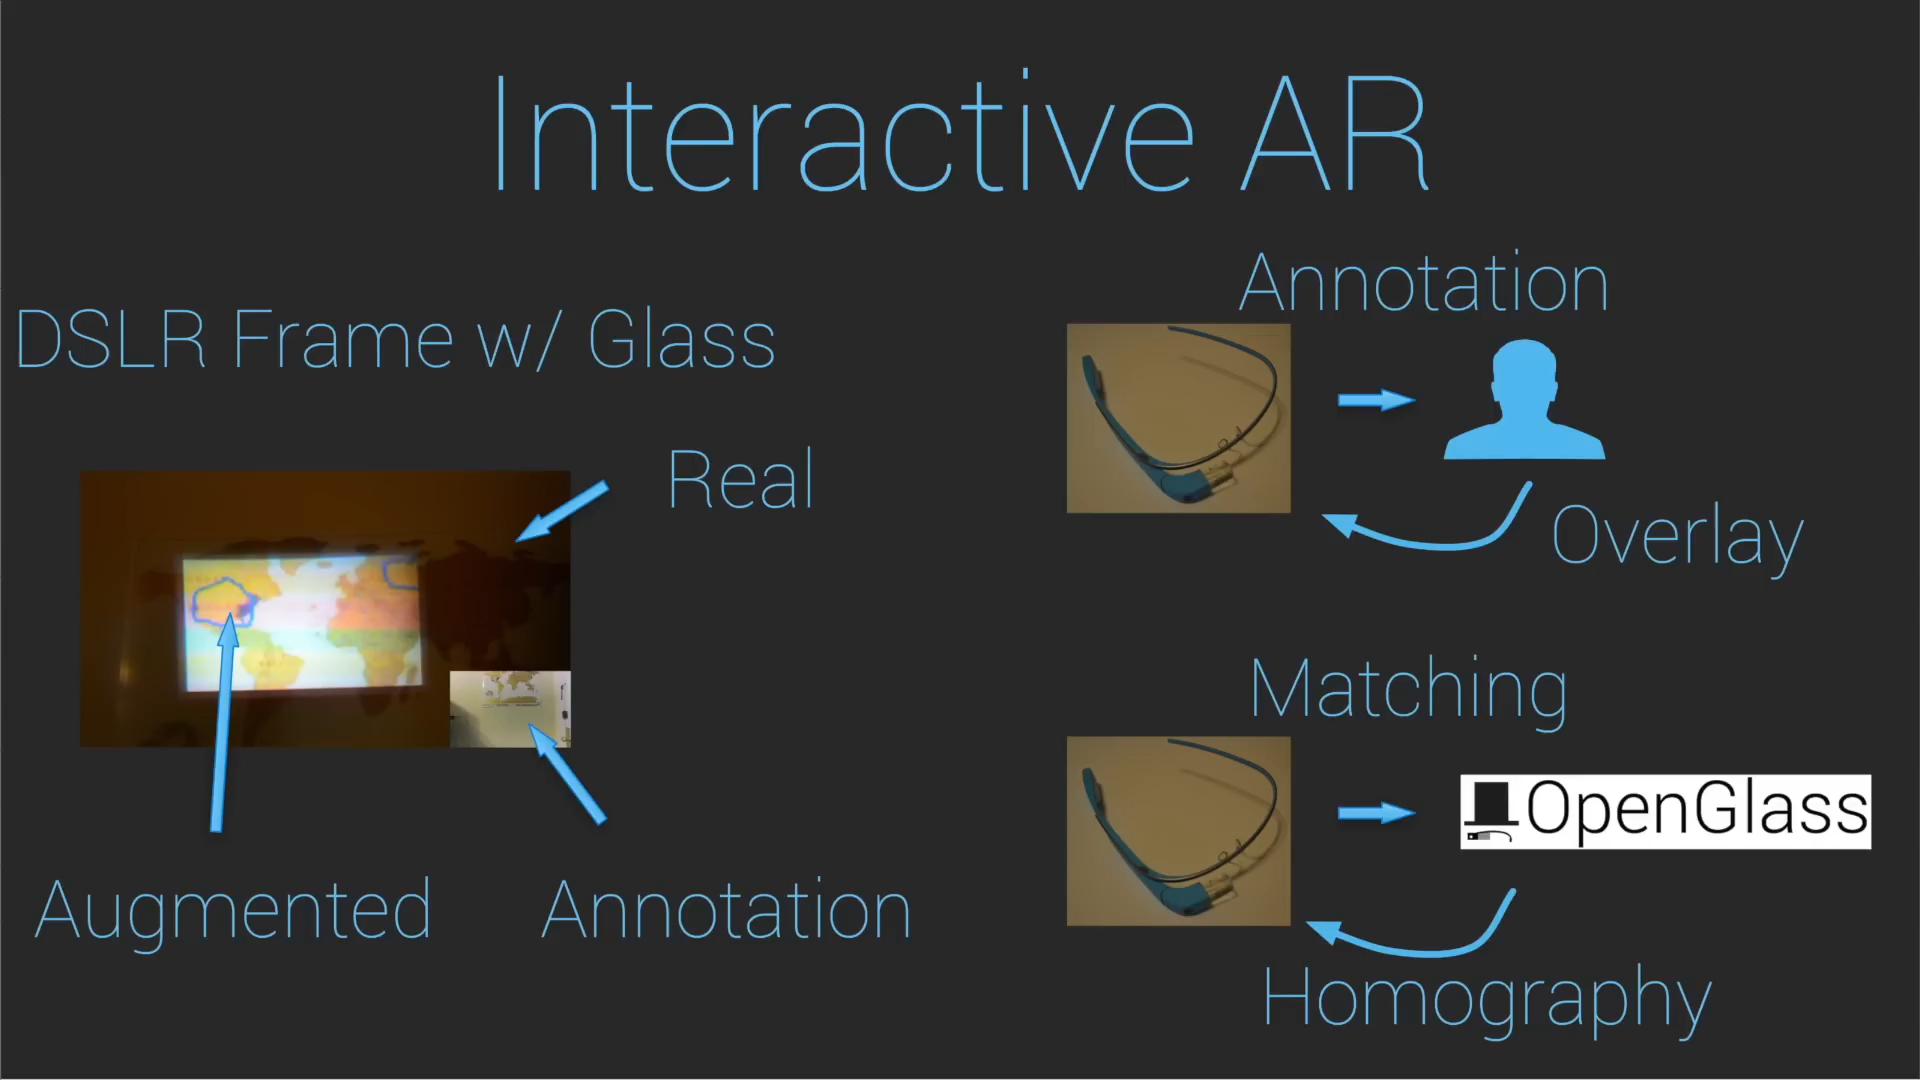 Interactive AR
DSLR Frame w/ Glass
Real
Augmented
Annotation
Annotation
Overlay
Matching
OpenGlass
Homography